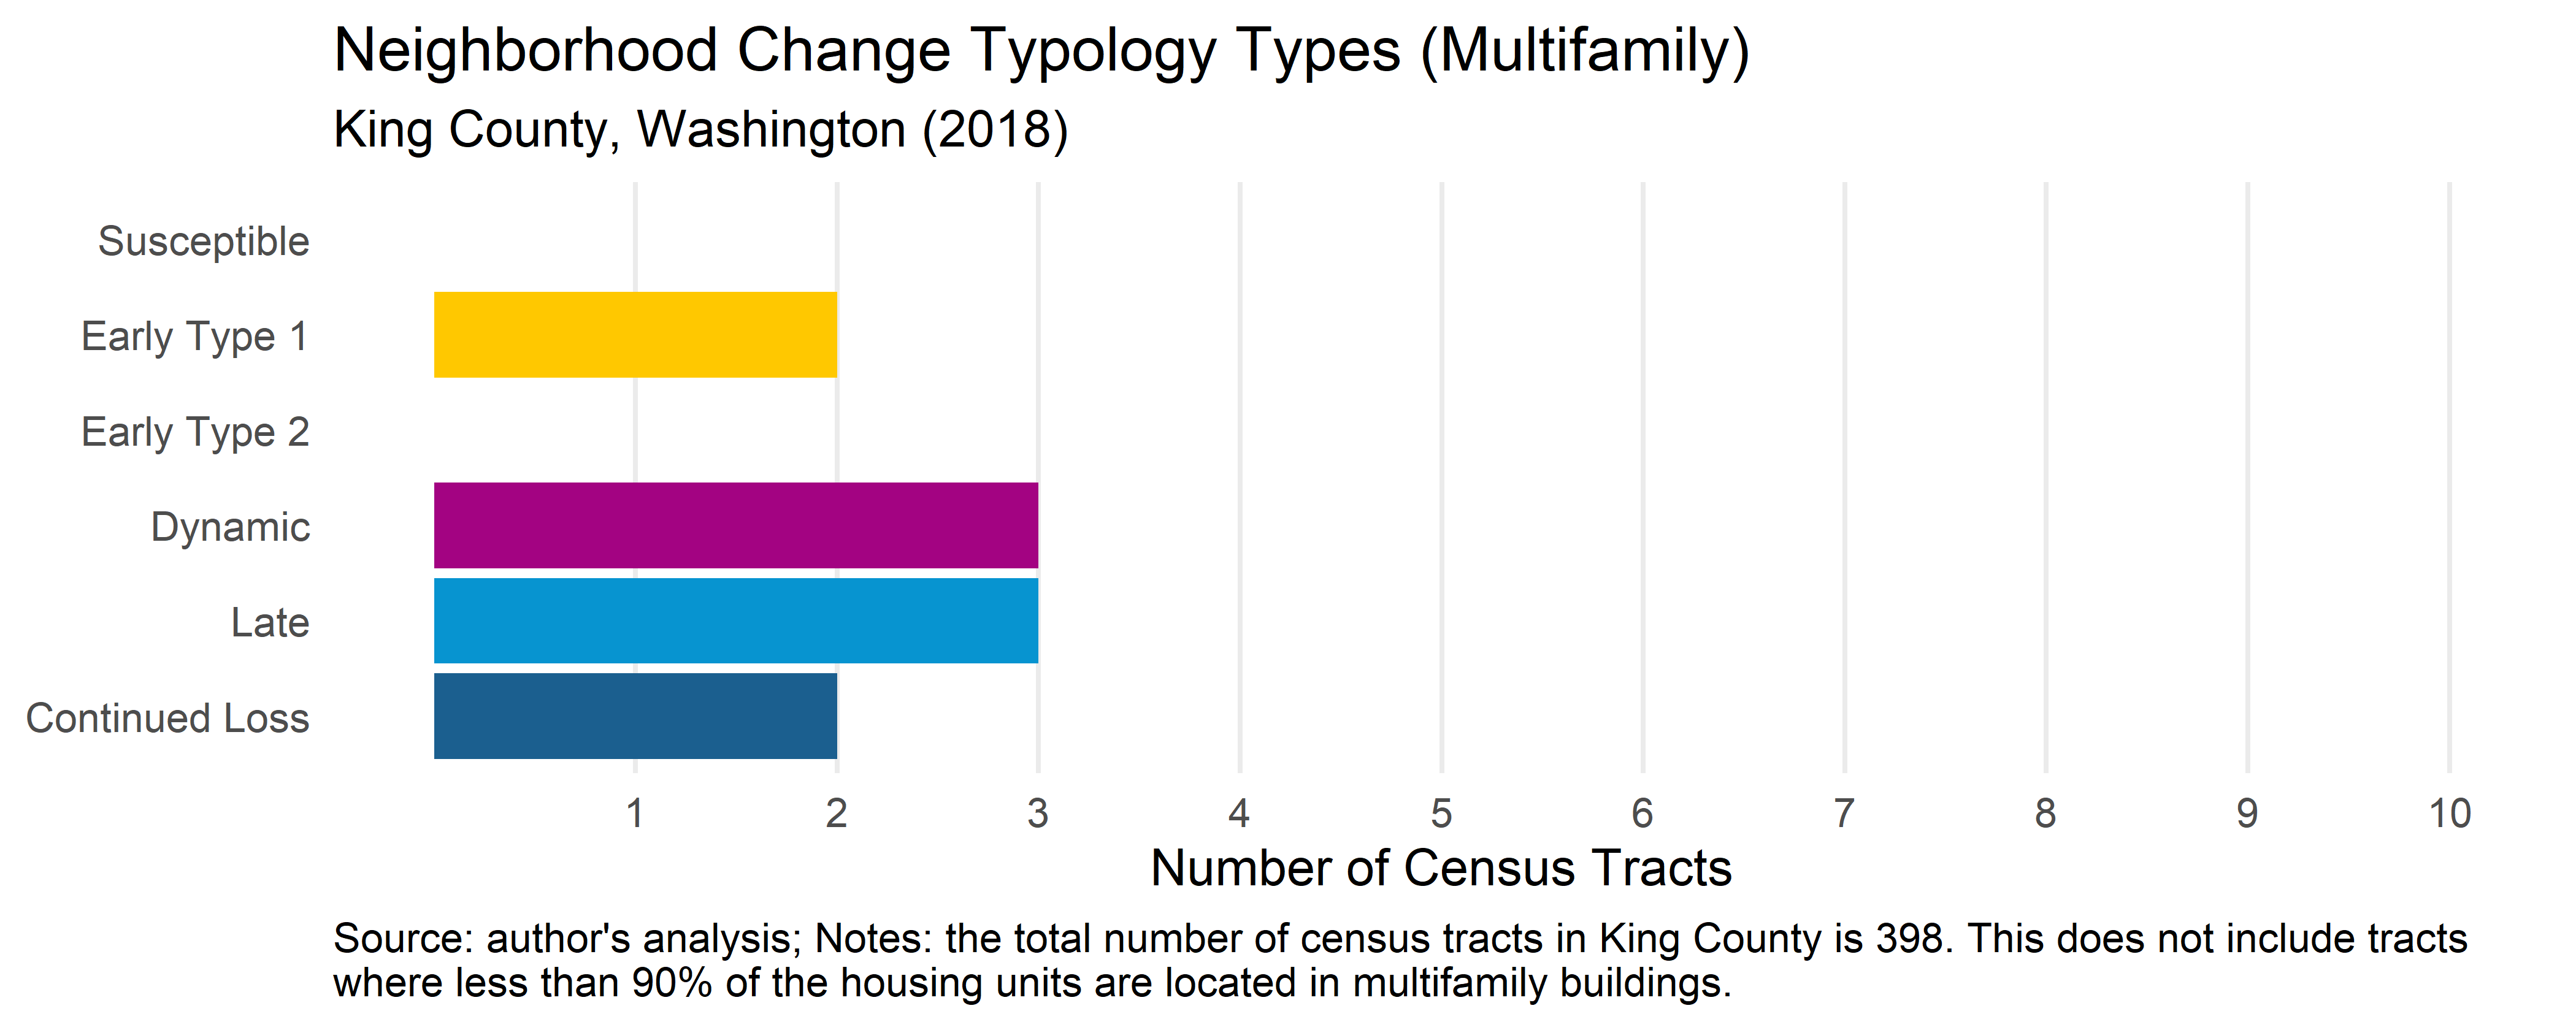 Neighborhood Change Typology Types (Multifamily)
King County, Washington (2018)
Susceptible
Early Type 1
Early Type 2
Dynamic
Late
Continued Loss
1 2 3 4 5 6 7 8 9 10
Number of Census Tracts
Source: author's analysis; Notes: the total number of census tracts in King County is 398. This does not include tracts
where less than 90% of the housing units are located in multifamily buildings.